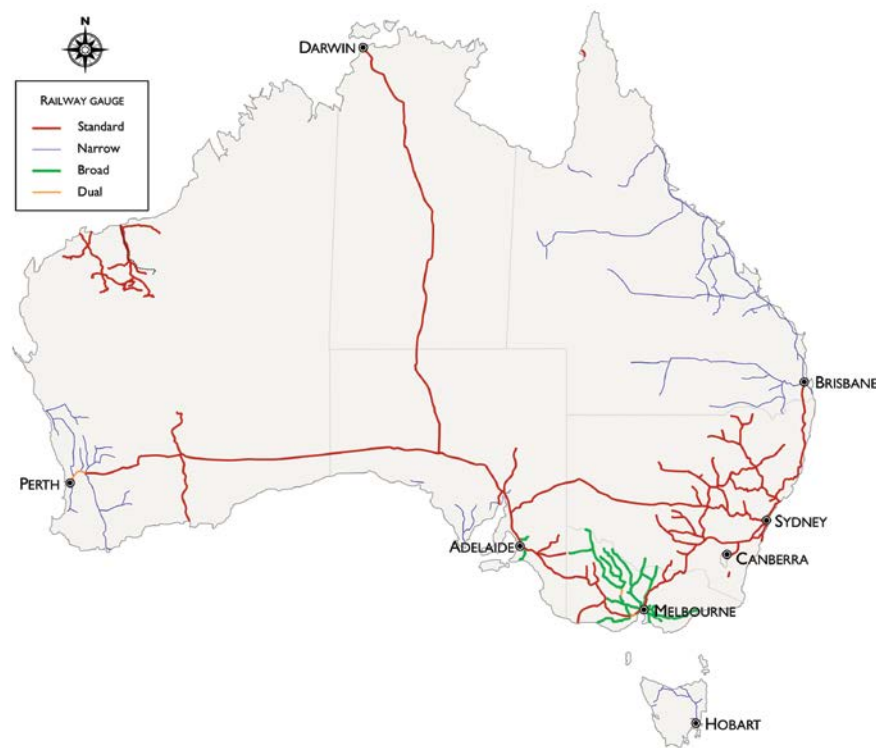 N
DARWIN
RAILWAY GAUGE
Standard
Narrow
Broad
Dual
BRISBANE
PERTH
SYDNEY
ADELAIDE
CANBERRA
MELBOURNE
HOBART